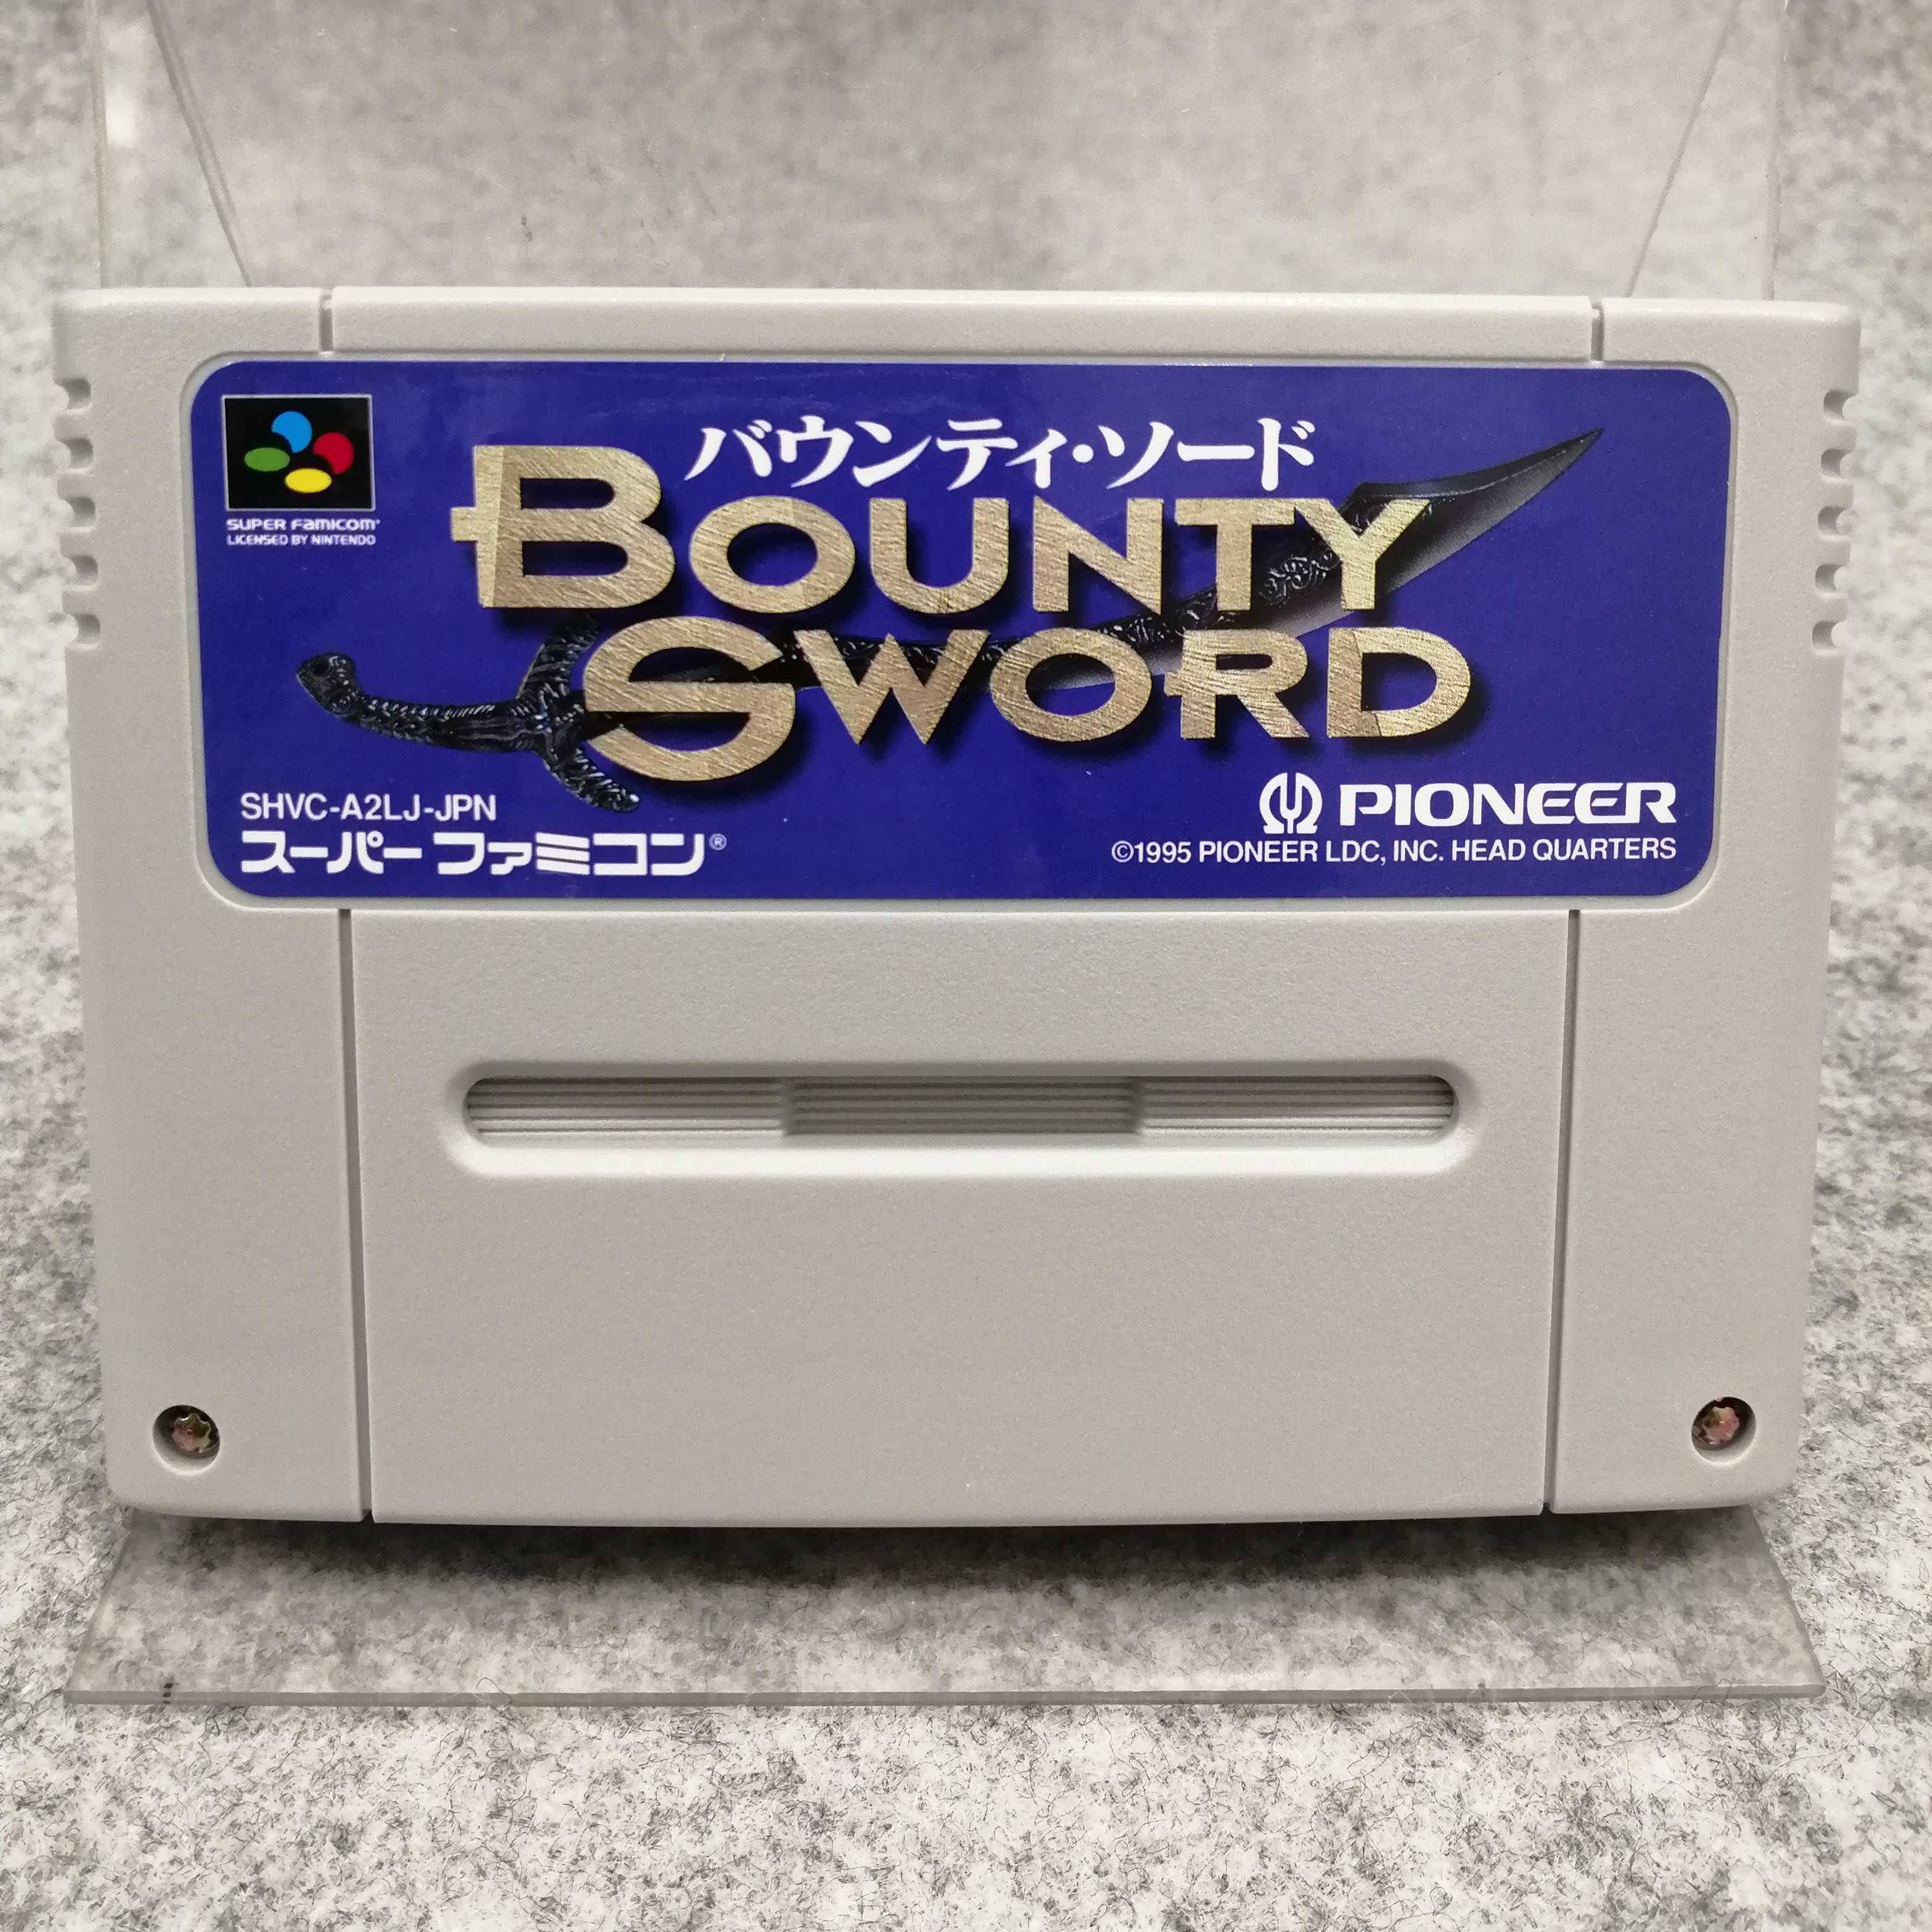 バウンティ・ソード
BOUNTY
SWORD
SUPER FAMICOM
LICENSED BY NINTENDO
SHVC-A2LJ-JPN
スーパーファミコン®
PIONEER
©1995 PIONEER LDC, INC. HEAD QUARTERS